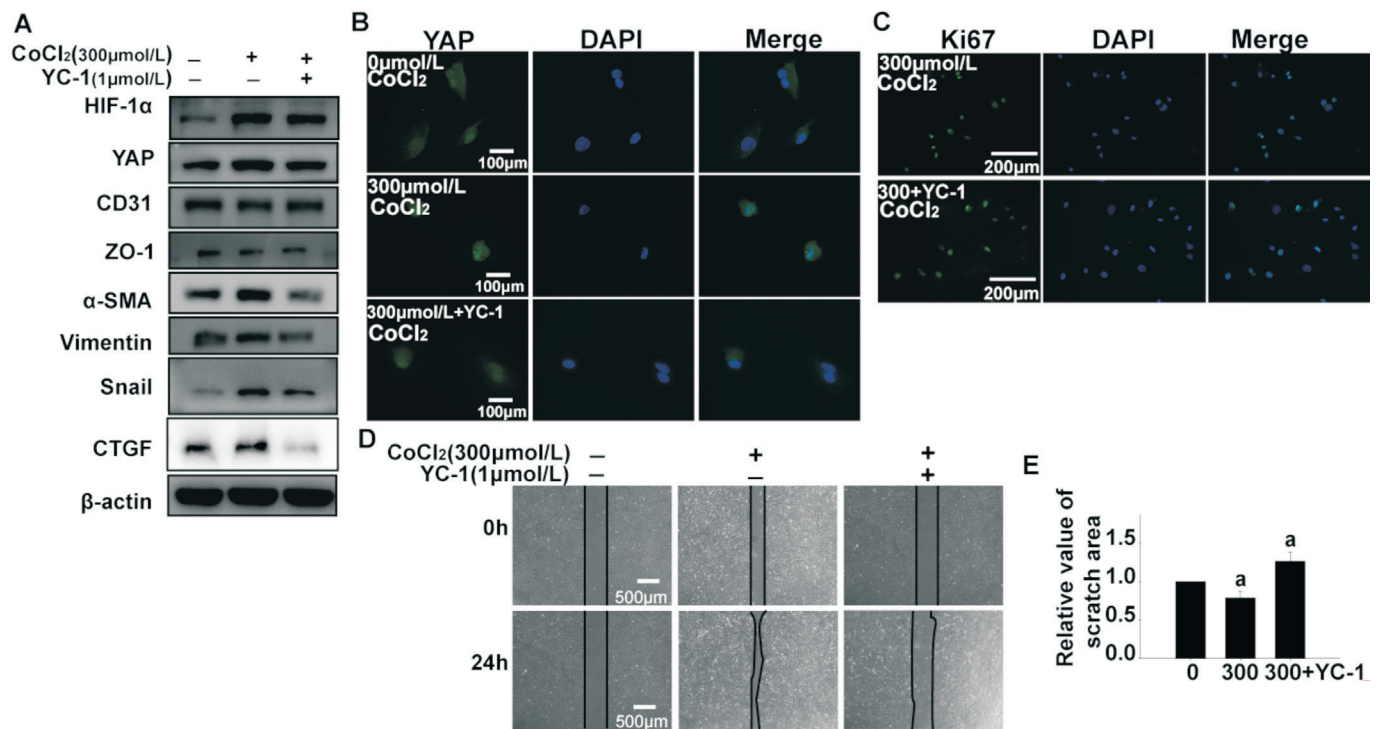 A
CoCl₂(300μmol/L) – + +
YC-1(1μmol/L) – – +
HIF-1α
YAP
CD31
ZO-1
α-SMA
Vimentin
Snail
CTGF
β-actin
B
YAP DAPI Merge
0μmol/L
CoCl₂
100μm
300μmol/L
CoCl₂
100μm
300μmol/L+YC-1
CoCl₂
100μm
C
Ki67 DAPI Merge
300μmol/L
CoCl₂
200μm
300+YC-1
CoCl₂
200μm
D
CoCl₂(300μmol/L) – + +
YC-1(1μmol/L) – – +
0h
500μm
24h
500μm
E
Relative value of
scratch area
1.5
1.0
0.5
0.0
a
a
0 300 300+YC-1